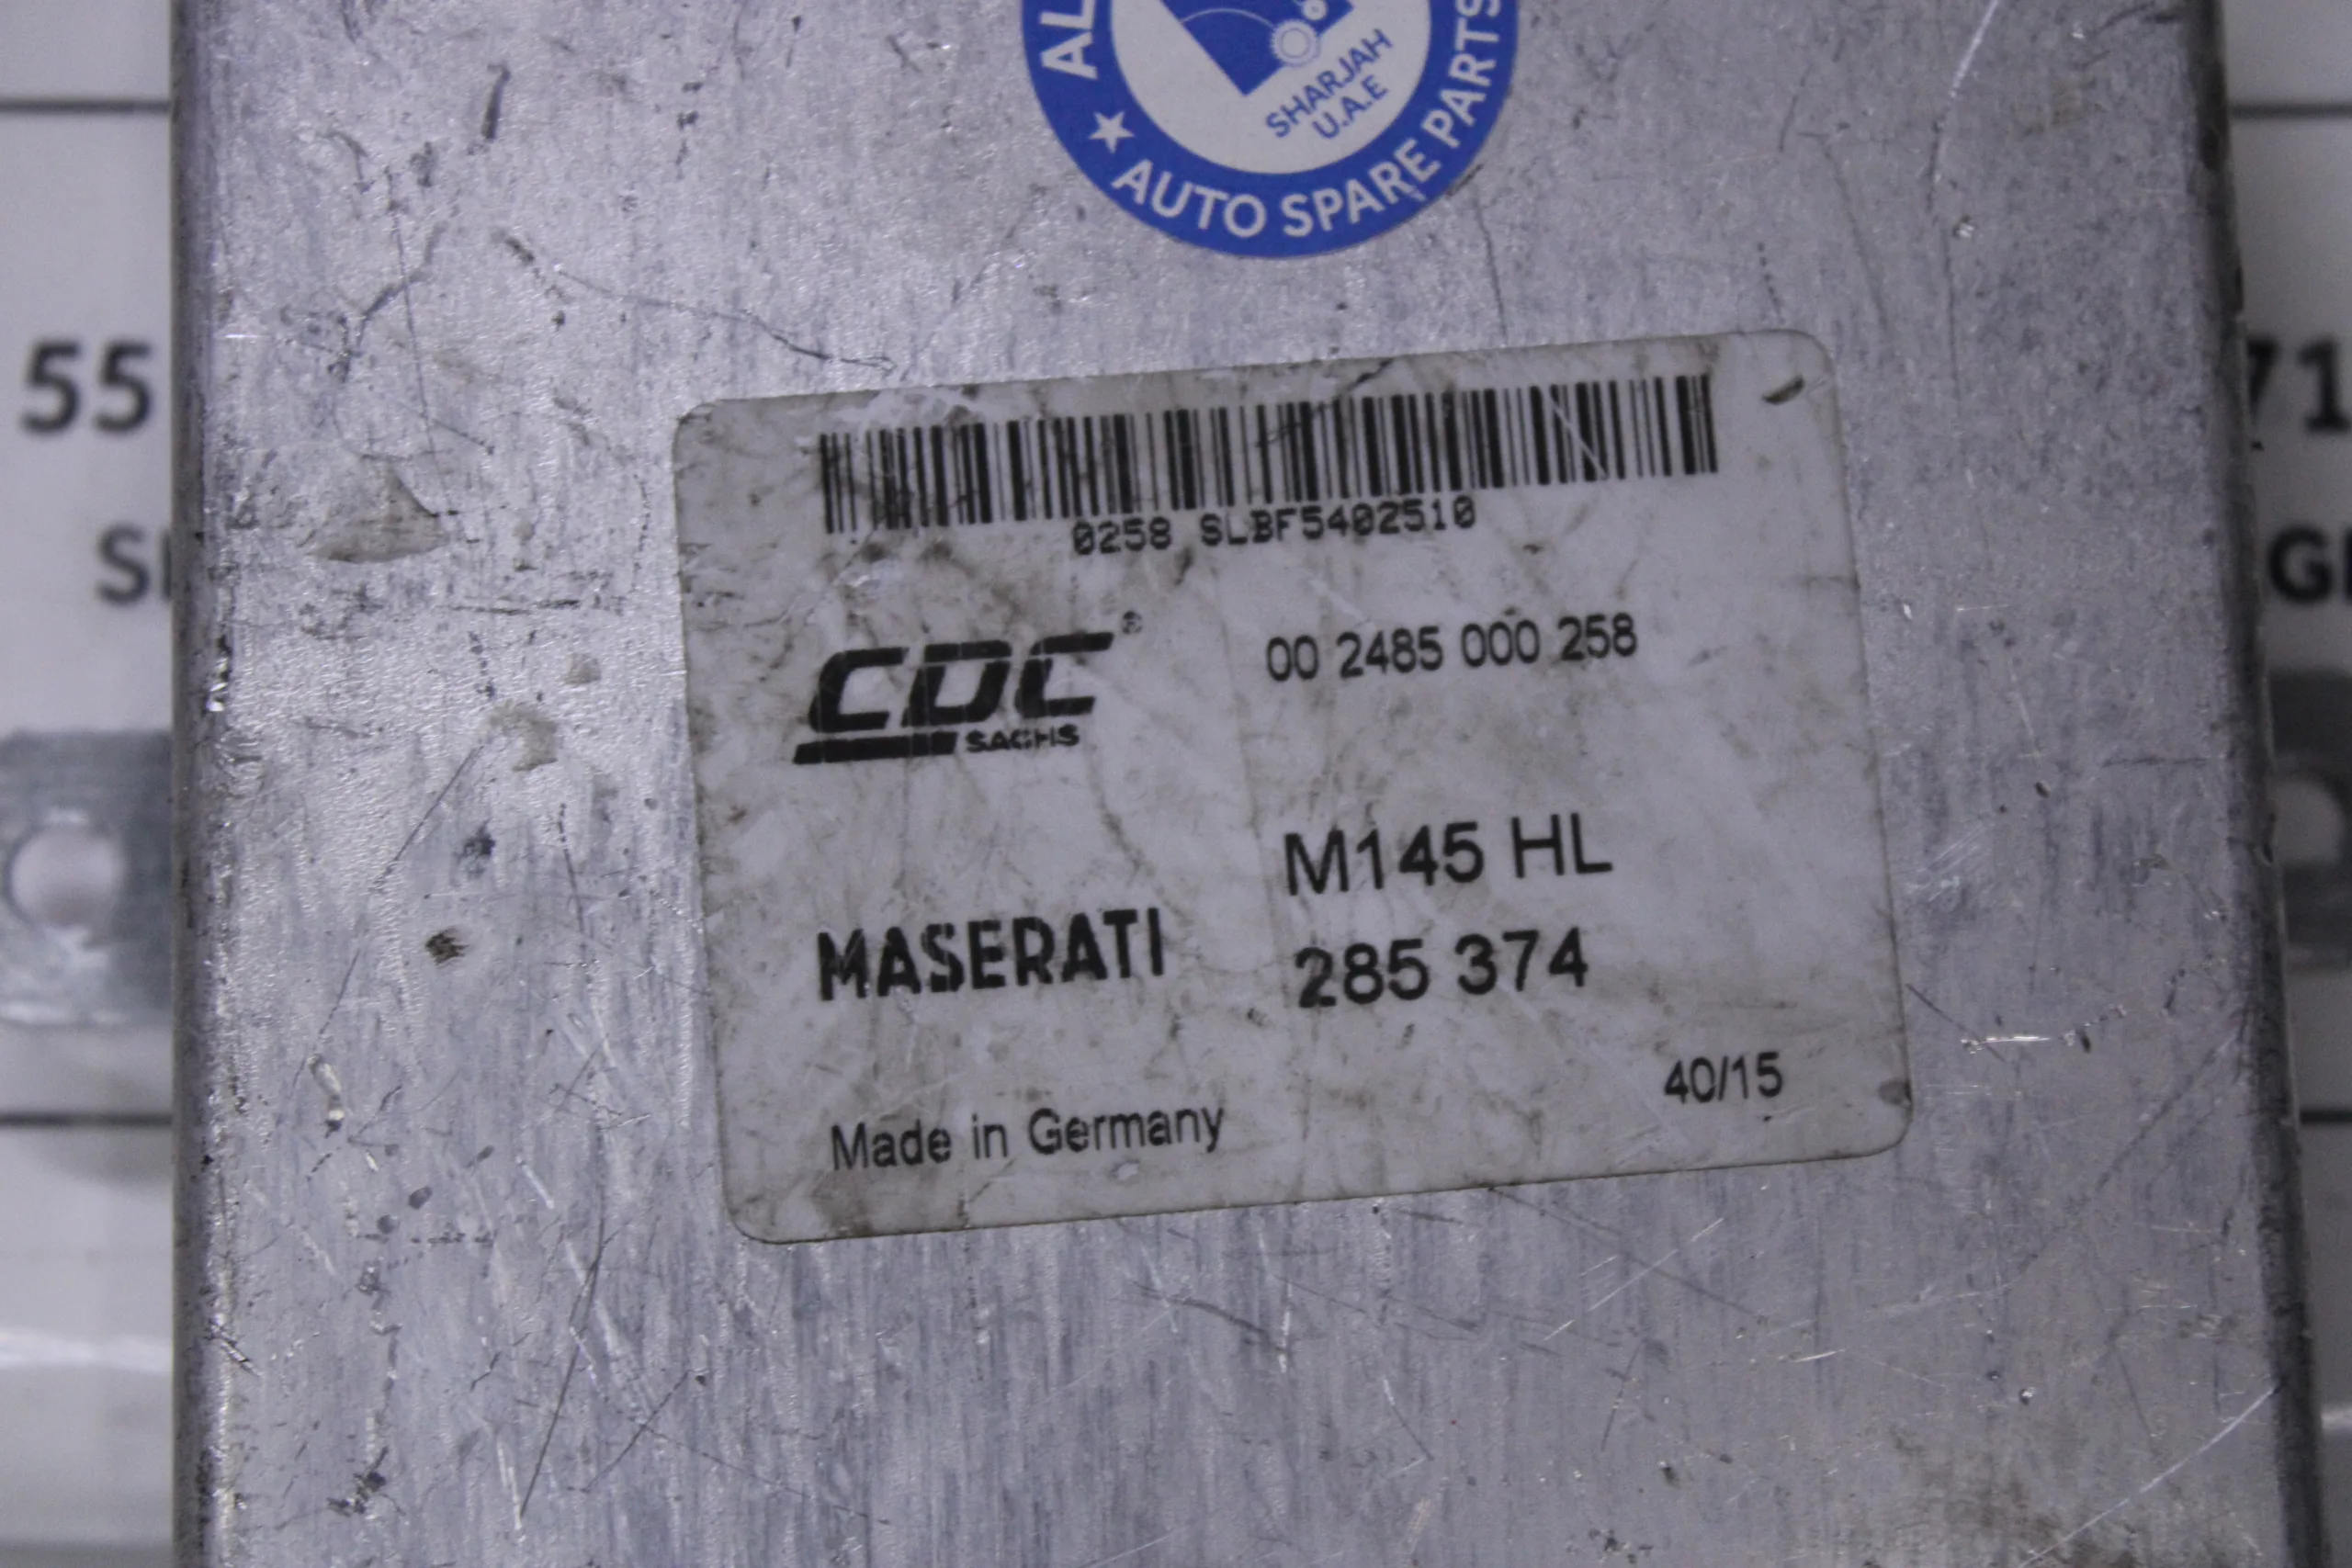 SHARJAH
U.A.E
AUTO SPARE PARTS
55
71
0258 SLBF5402510
CDC®
SACHS
00 2485 000 258
M145 HL
MASERATI
285 374
40/15
Made in Germany